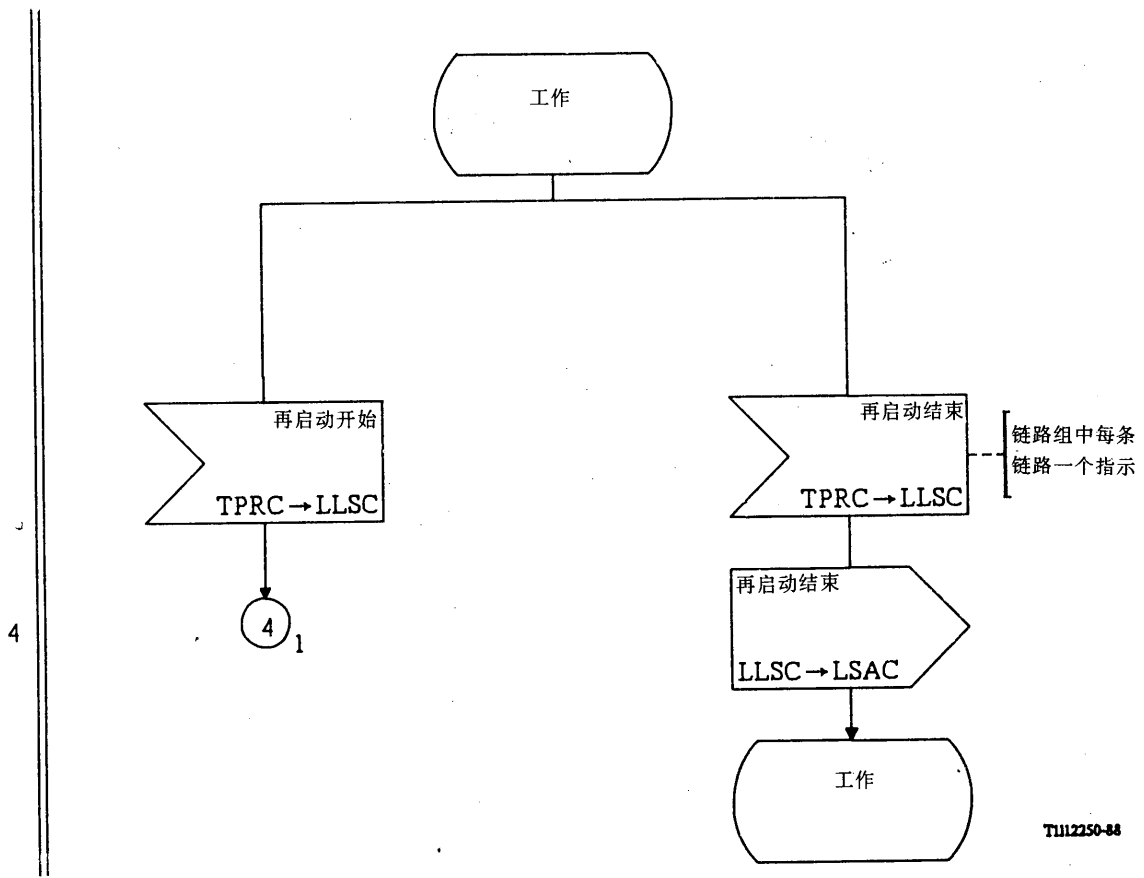 工作
再启动开始
TPRC→LLSC
4
1
再启动结束
TPRC→LLSC
链路组中每条
链路一个指示
再启动结束
LLSC→LSAC
工作
4
T1112250-88